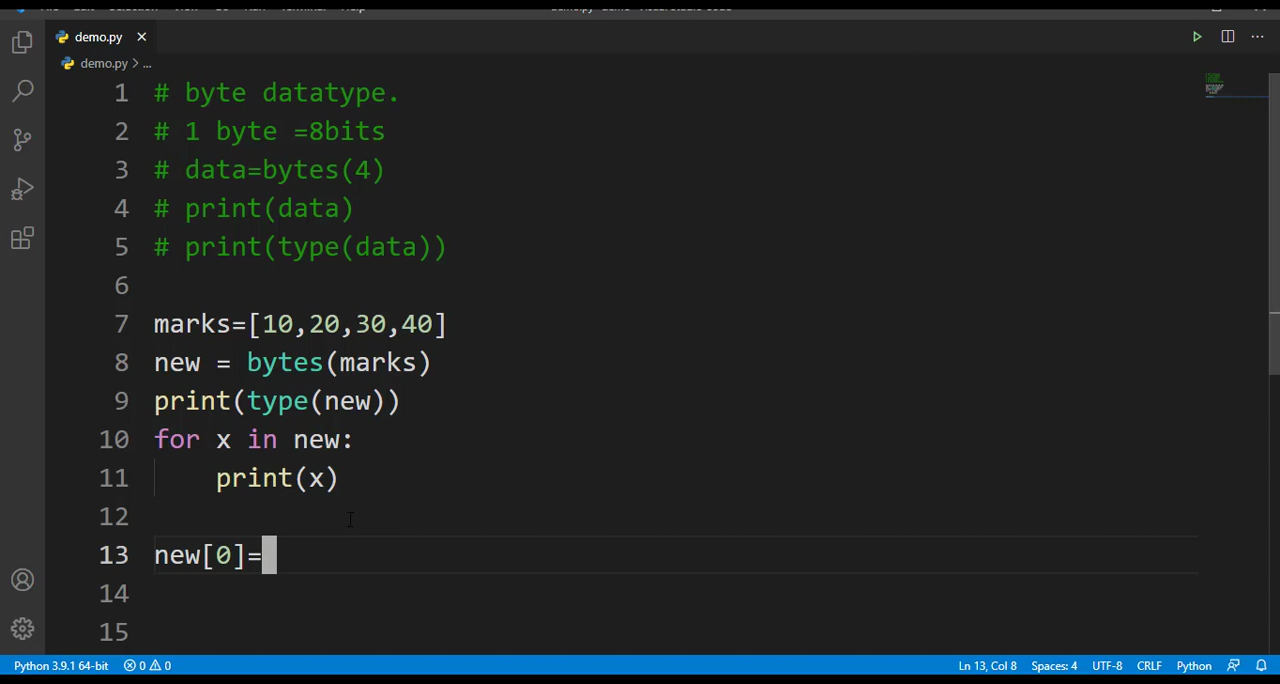 demo.py
demo.py > ...
1 # byte datatype.
2 # 1 byte =8bits
3 # data=bytes(4)
4 # print(data)
5 # print(type(data))
6
7 marks=[10,20,30,40]
8 new = bytes(marks)
9 print(type(new))
10 for x in new:
11 print(x)
12
13 new[0]=
14
15
Python 3.9.1 64-bit 0 0 Ln 13, Col 8 Spaces: 4 UTF-8 CRLF Python